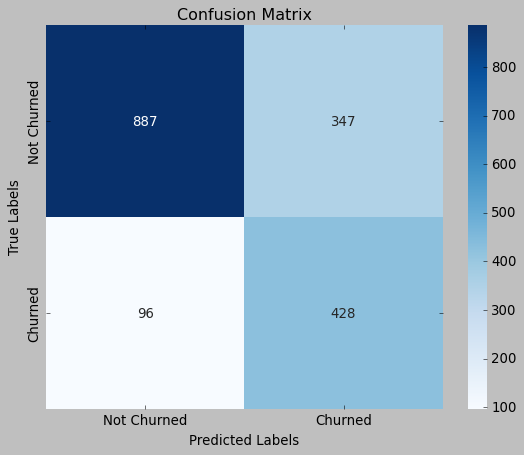 Confusion Matrix
Not Churned
Churned
True Labels
887
347
96
428
Not Churned
Churned
Predicted Labels
800
700
600
500
400
300
200
100